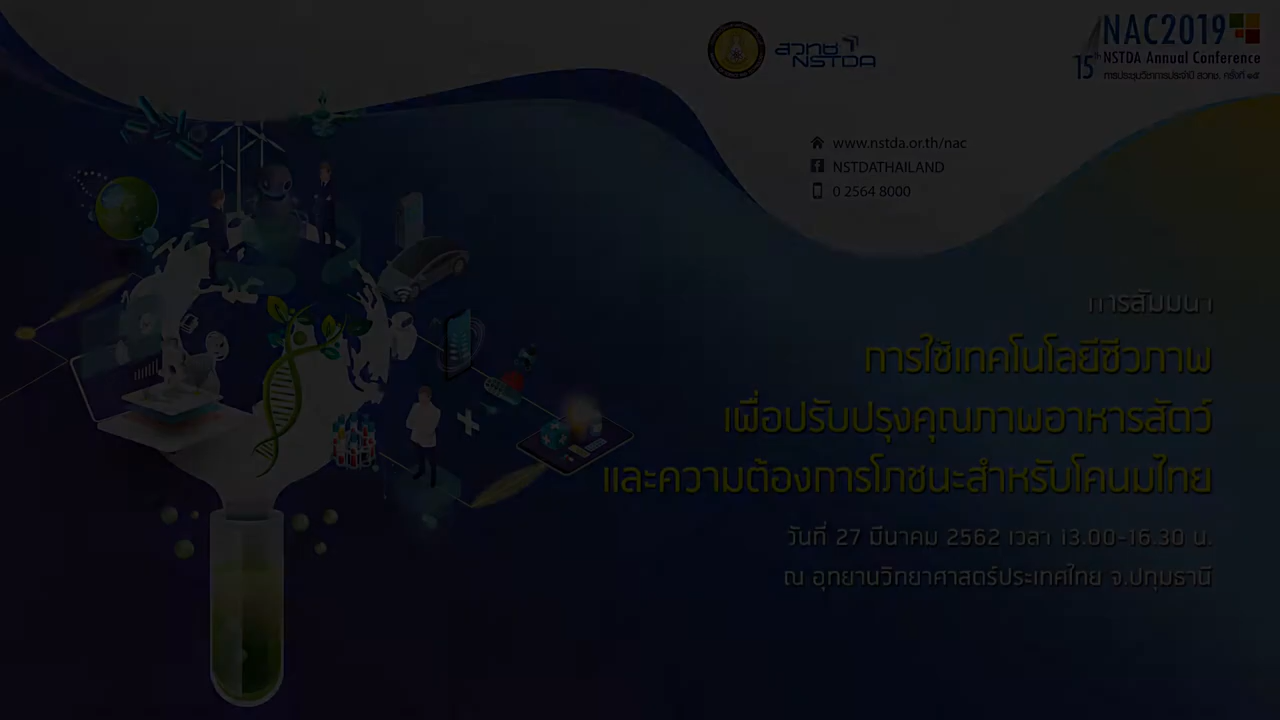 สวทช
NSTDA
NAC2019
15th NSTDA Annual Conference
การประชุมวิชาการประจำปี สวทช. ครั้งที่ ๑๕
www.nstda.or.th/nac
NSTDATHAILAND
0 2564 8000
การสัมมนา
การใช้เทคโนโลยีชีวภาพ
เพื่อปรับปรุงคุณภาพอาหารสัตว์
และความต้องการโภชนะสำหรับโคนมไทย
วันที่ 27 มีนาคม 2562 เวลา 13.00-16.30 น.
ณ อุทยานวิทยาศาสตร์ประเทศไทย จ.ปทุมธานี